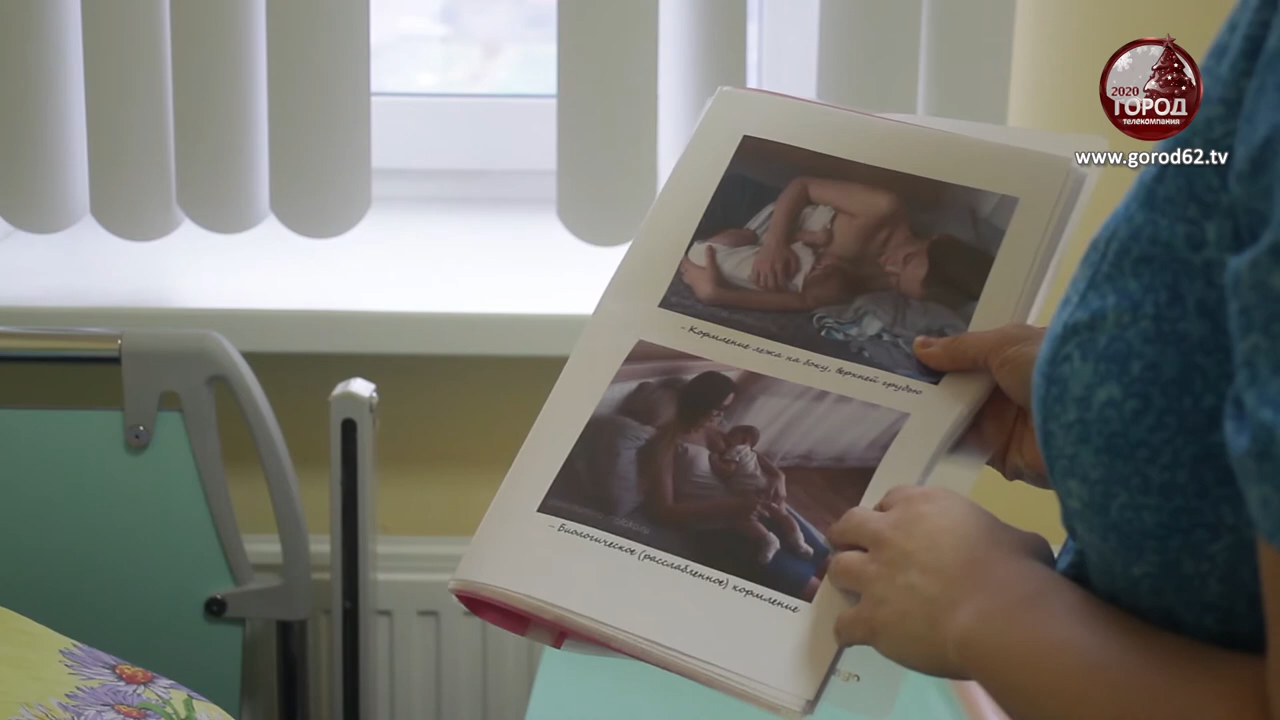 2020
ГОРОД
телекомпания
www.gorod62.tv
- Кормление лежа на боку, верхней грудью
- Биологическое (расслабленное) кормление